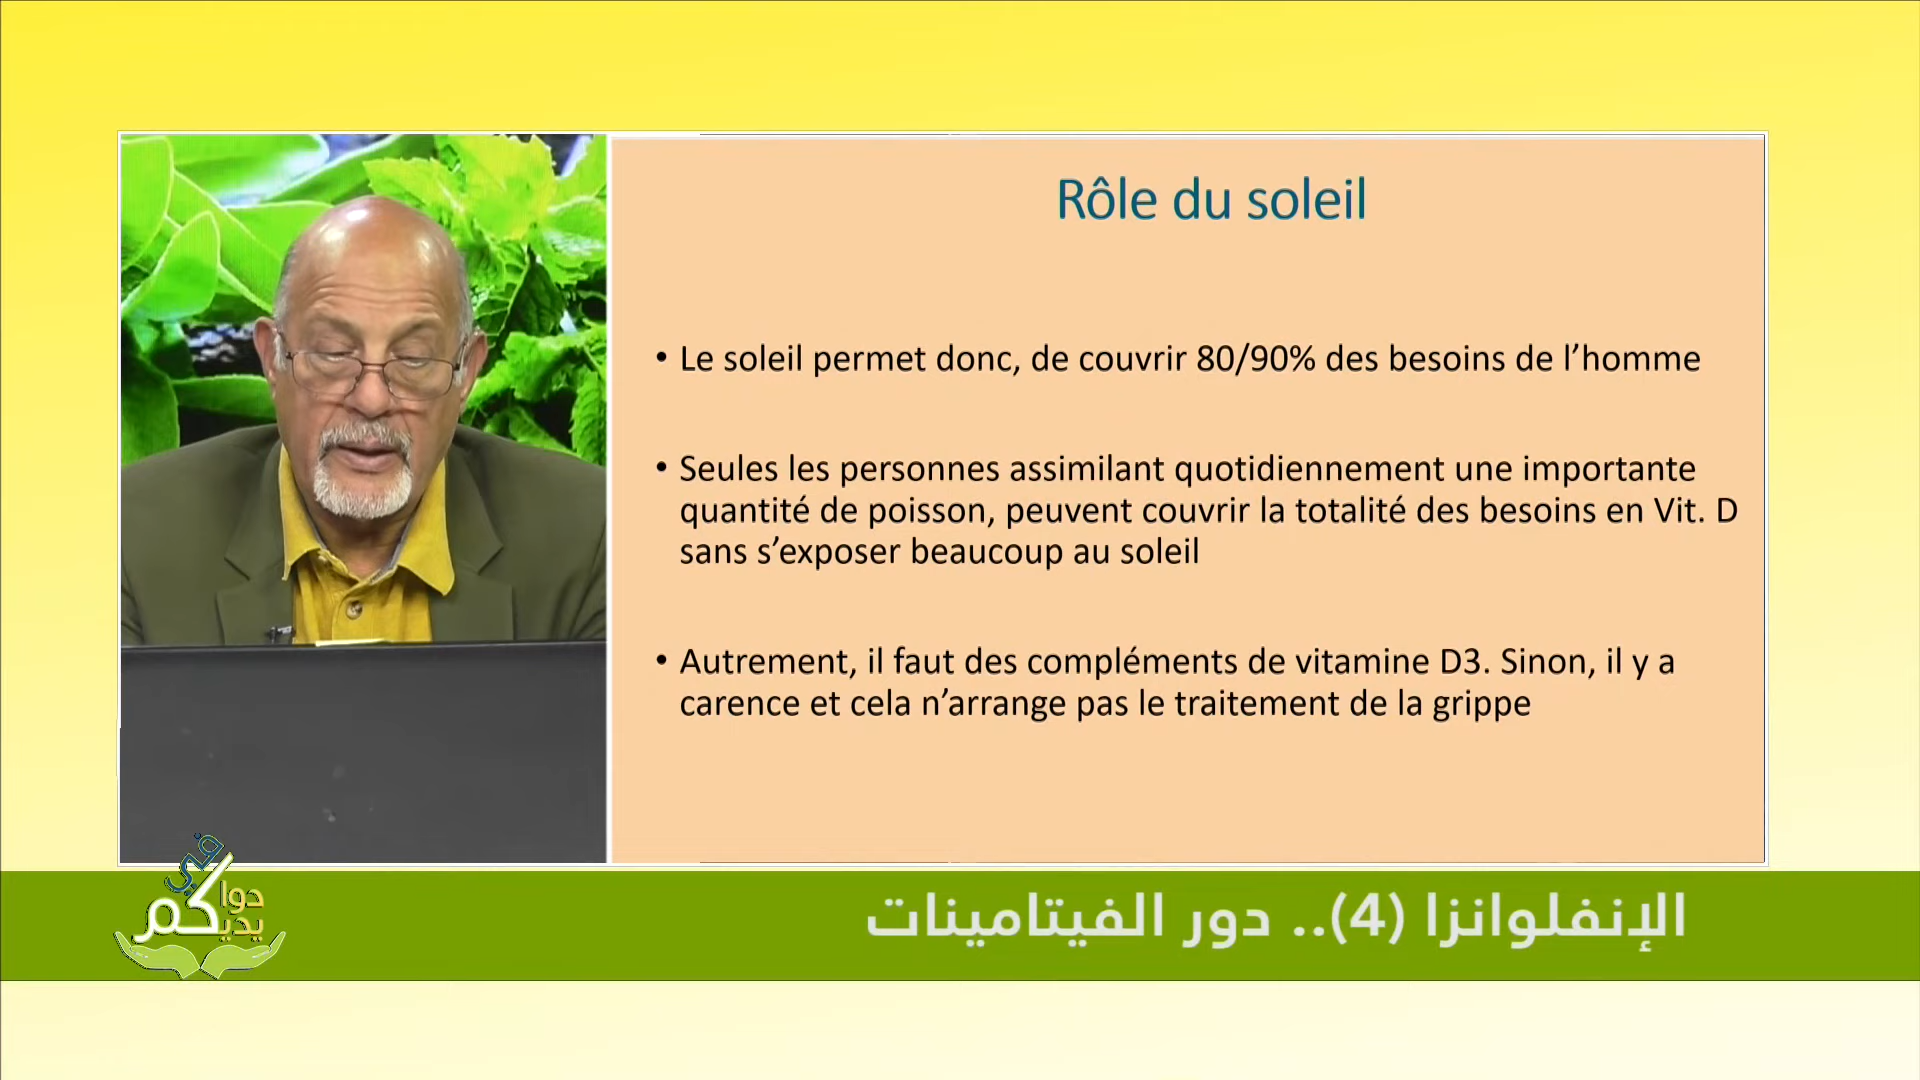 Rôle du soleil
• Le soleil permet donc, de couvrir 80/90% des besoins de l’homme
• Seules les personnes assimilant quotidiennement une importante
quantité de poisson, peuvent couvrir la totalité des besoins en Vit. D
sans s’exposer beaucoup au soleil
• Autrement, il faut des compléments de vitamine D3. Sinon, il y a
carence et cela n’arrange pas le traitement de la grippe
دوا
في
يديكم
الإنفلوانزا (4).. دور الفيتامينات